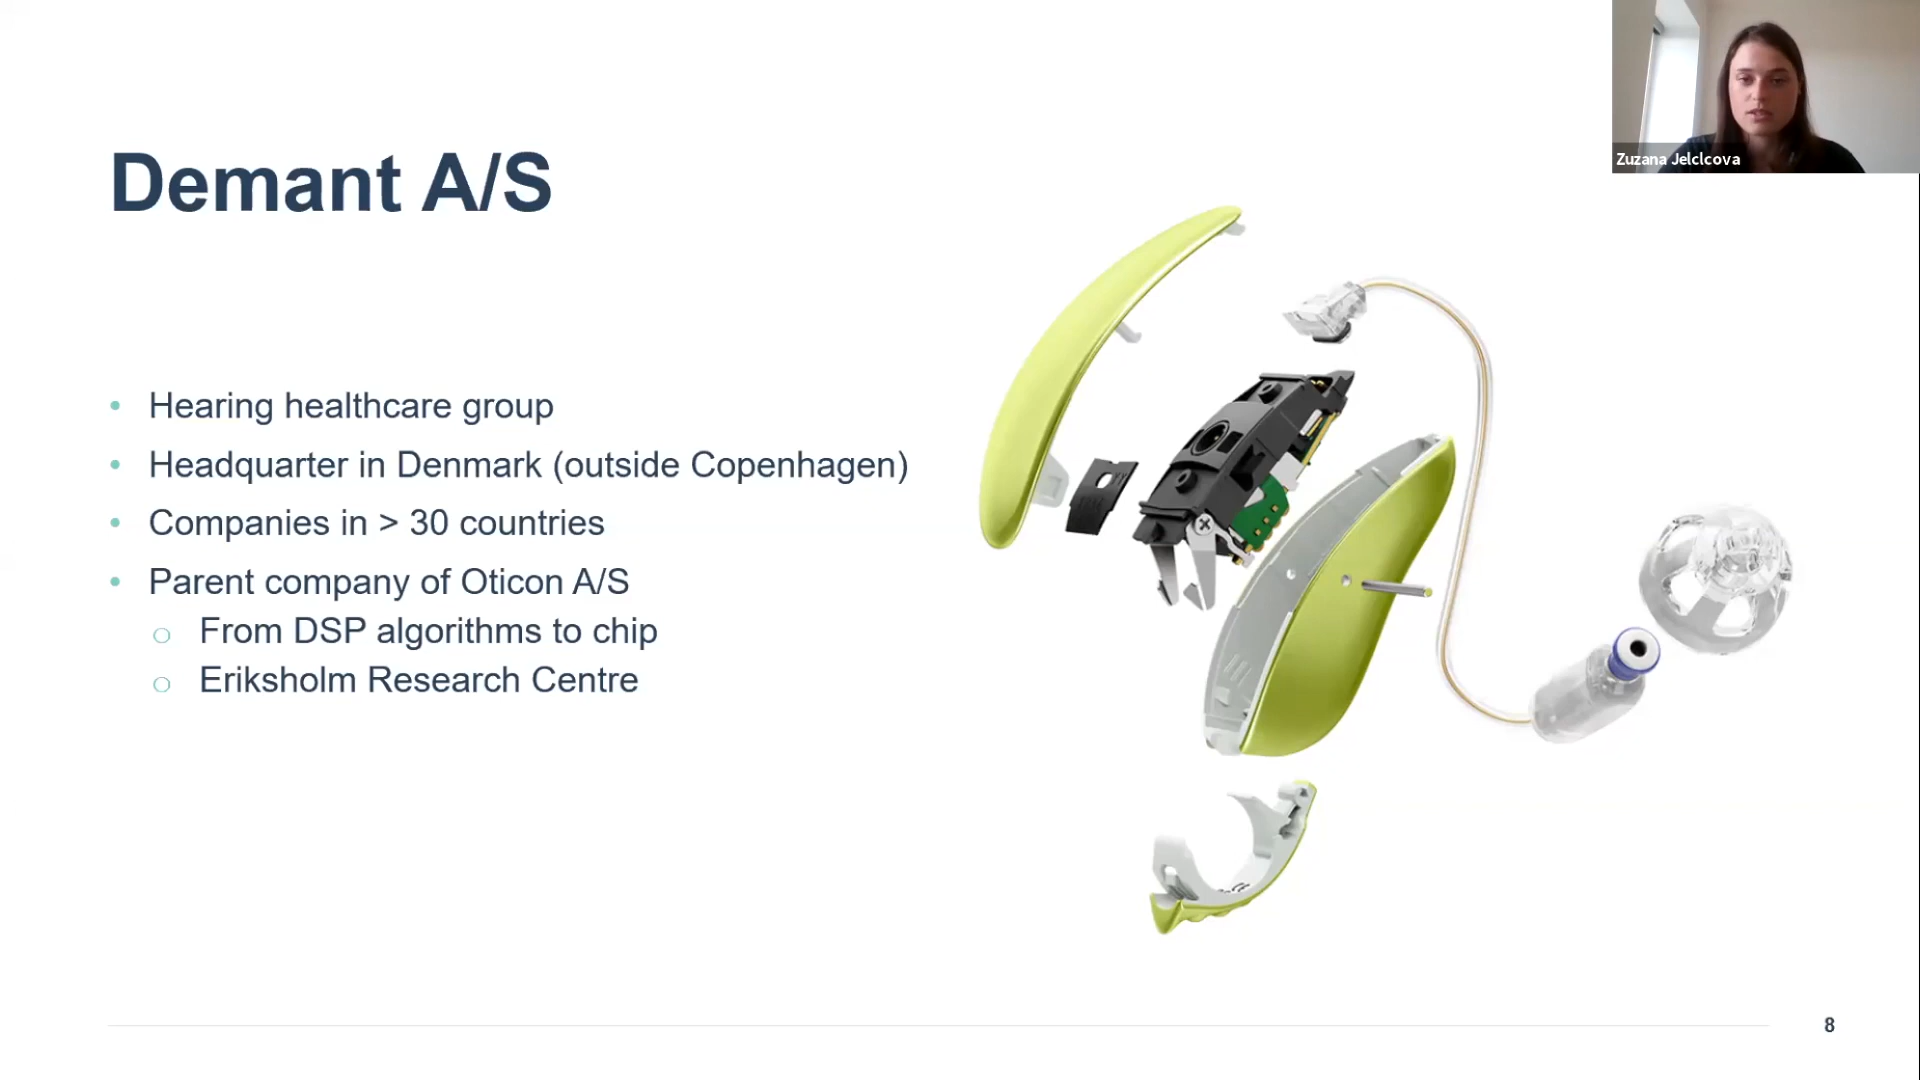 Zuzana Jelclcova
Demant A/S
• Hearing healthcare group
• Headquarter in Denmark (outside Copenhagen)
• Companies in > 30 countries
• Parent company of Oticon A/S
o From DSP algorithms to chip
o Eriksholm Research Centre
8